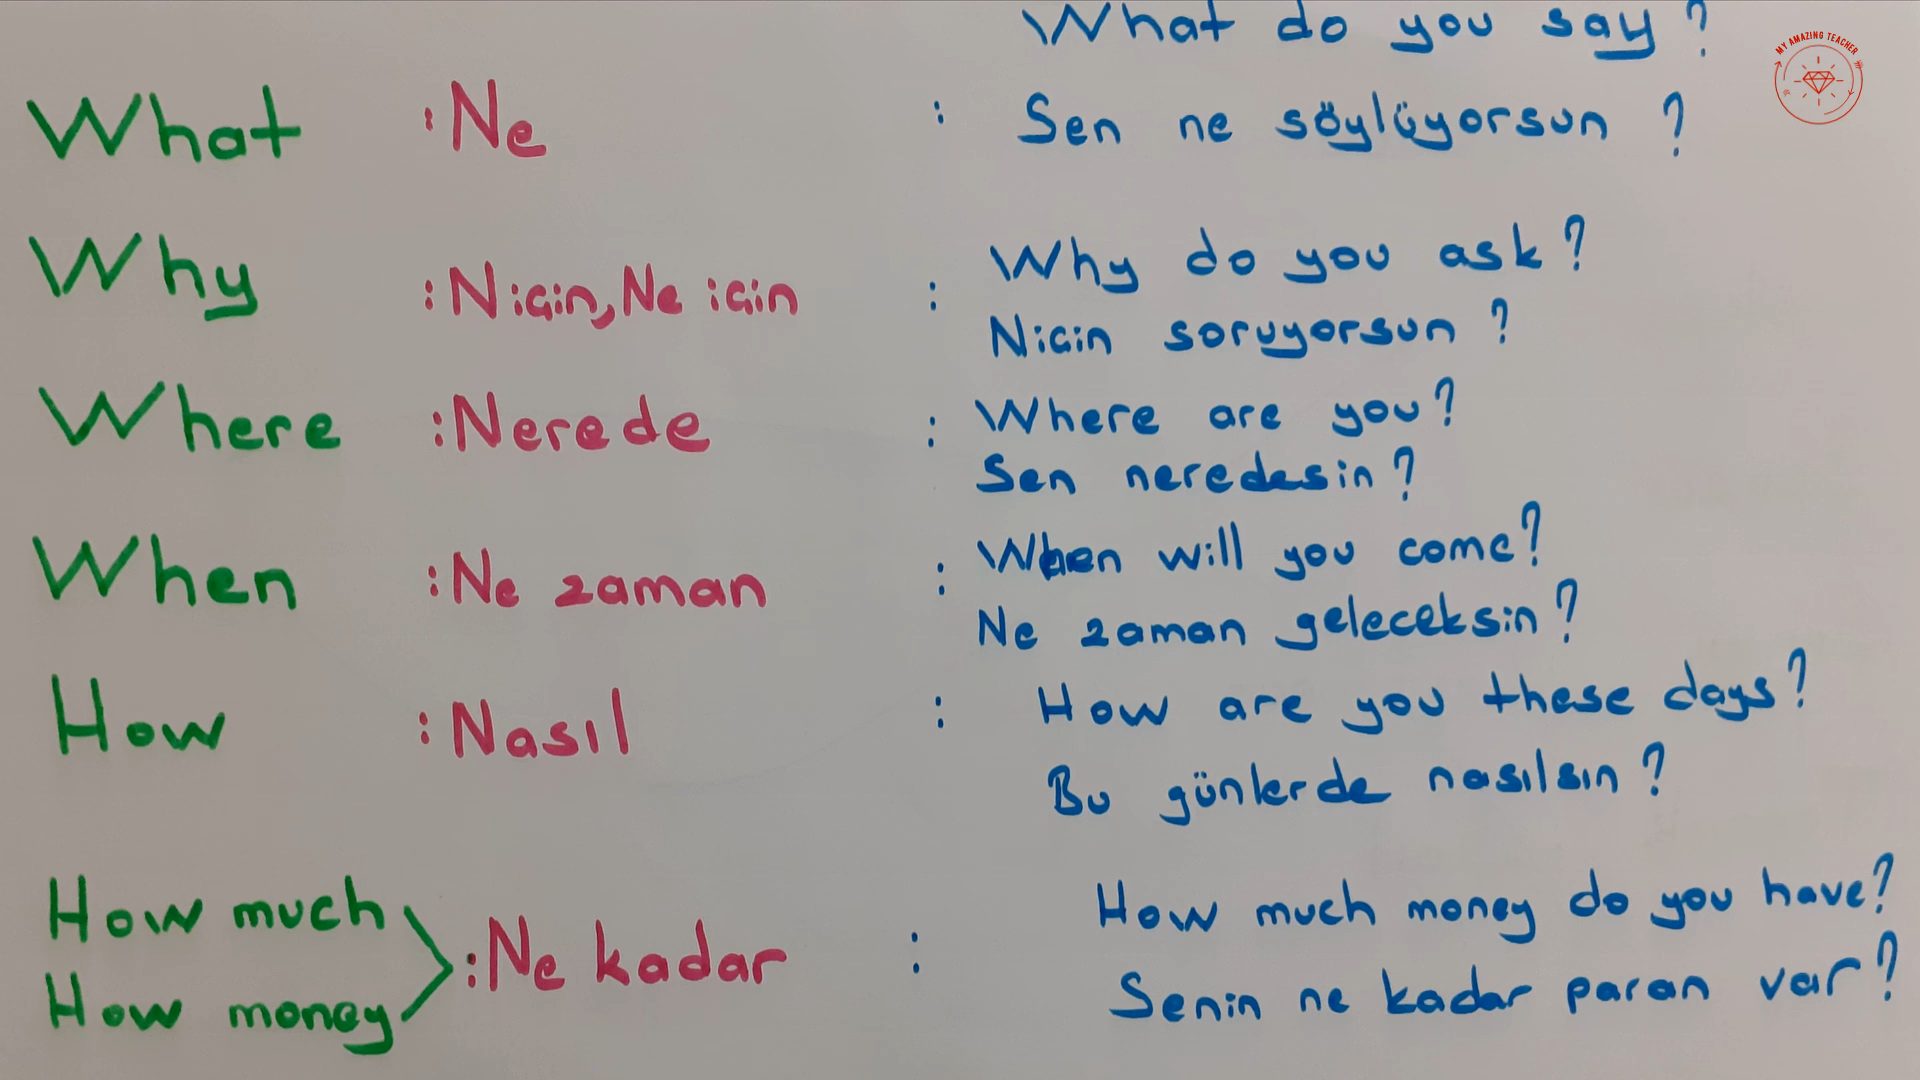 What do you say?
MY AMAZING TEACHER
What :Ne : Sen ne söylüyorsun ?
Why :Niçin, Ne için : Why do you ask?
Niçin soruyorsun ?
Where :Nerede : Where are you?
Sen neredesin?
When :Ne zaman : When will you come?
Ne zaman geleceksin?
How :Nasıl : How are you these days?
Bu günlerde nasılsın?
How much
How money
:Ne kadar : How much money do you have?
Senin ne kadar paran var?